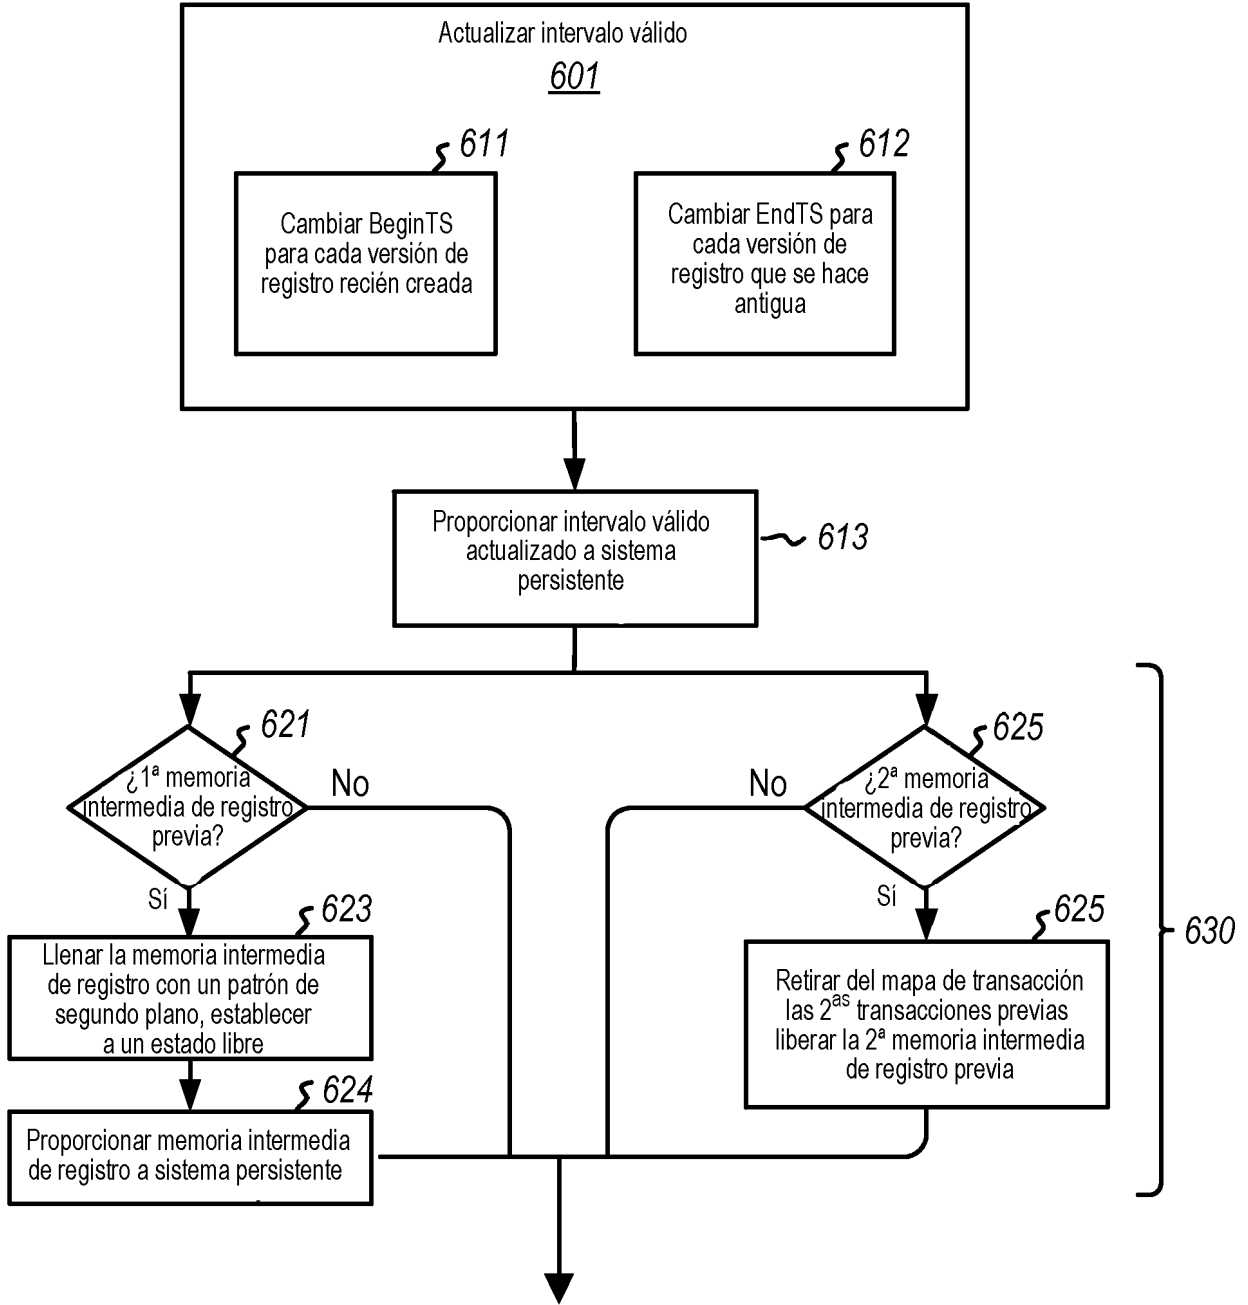 Actualizar intervalo válido
601
611
612
Cambiar BeginTS
para cada versión de
registro recién creada
Cambiar EndTS para
cada versión de
registro que se hace
antigua
Proporcionar intervalo válido
actualizado a sistema
persistente
613
621
¿1ª memoria
intermedia de registro
previa?
No
Sí
625
¿2ª memoria
intermedia de registro
previa?
No
Sí
623
Llenar la memoria intermedia
de registro con un patrón de
segundo plano, establecer
a un estado libre
625
Retirar del mapa de transacción
las 2as transacciones previas
liberar la 2ª memoria intermedia
de registro previa
630
624
Proporcionar memoria intermedia
de registro a sistema persistente